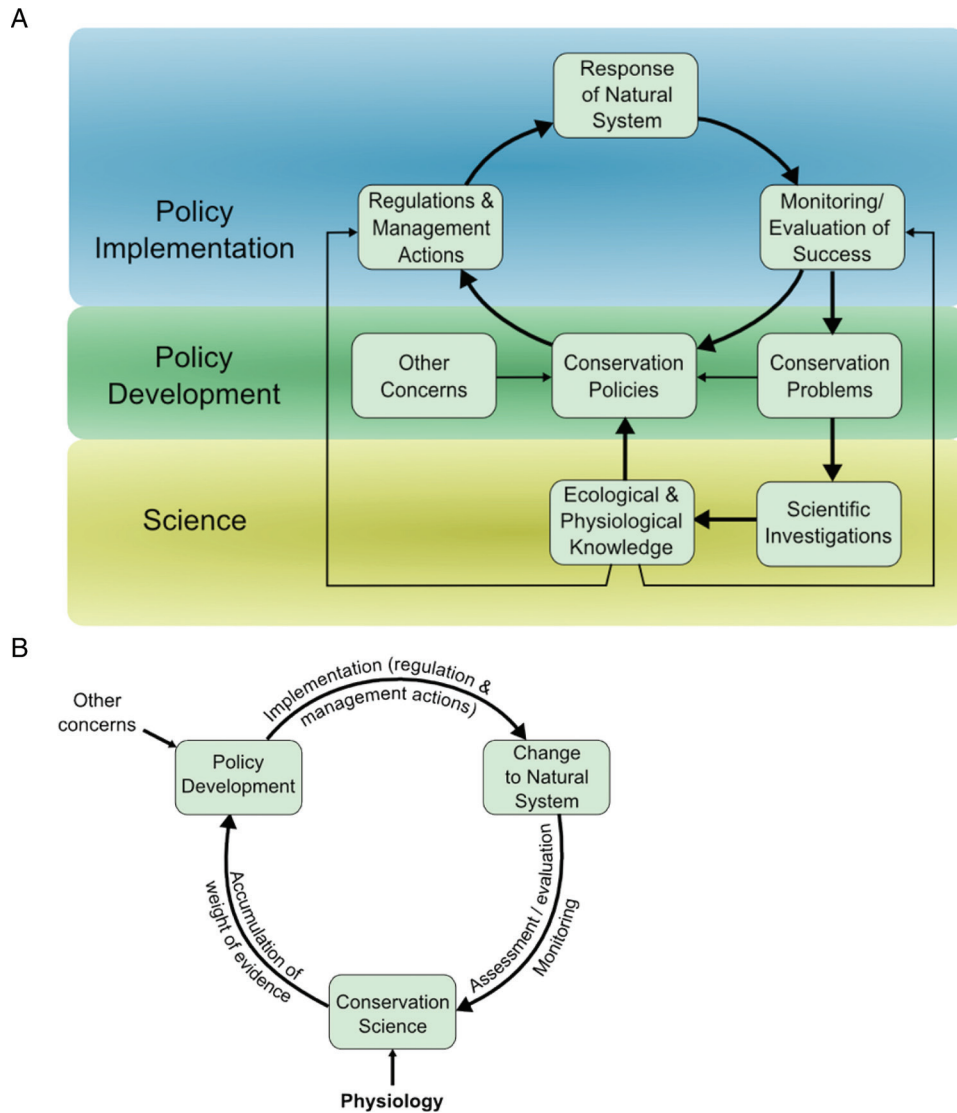 A
Response
of Natural
System
Policy
Implementation
Regulations &
Management
Actions
Monitoring/
Evaluation of
Success
Policy
Development
Other
Concerns
Conservation
Policies
Conservation
Problems
Science
Ecological &
Physiological
Knowledge
Scientific
Investigations
B
Other
concerns
Implementation (regulation &
management actions)
Policy
Development
Change
to Natural
System
Accumulation of
weight of evidence
Assessment / evaluation
Monitoring
Conservation
Science
Physiology